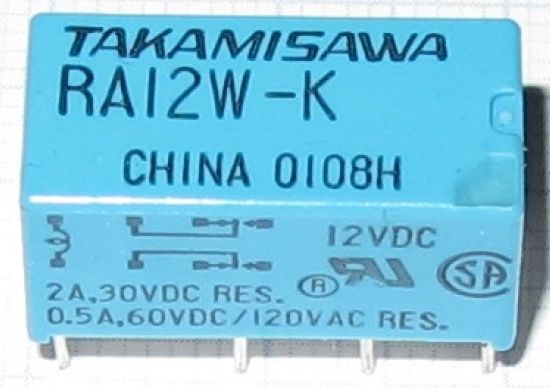 TAKAMISAWA
RA12W-K
CHINA 0108H
12VDC
2A,30VDC RES. ®
0.5A,60VDC/120VAC RES.